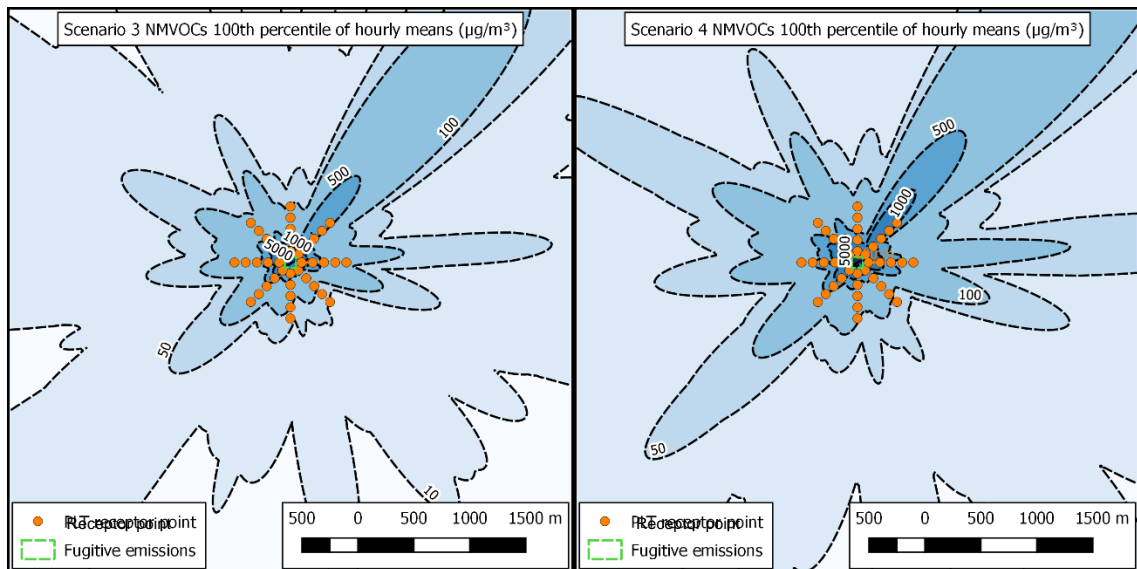 Scenario 3 NMVOCs 100th percentile of hourly means (µg/m³)
100
500
1000
5000
50
10
Receptor point
Fugitive emissions
500 0 500 1000 1500 m
Scenario 4 NMVOCs 100th percentile of hourly means (µg/m³)
500
1000
5000
100
50
Receptor point
Fugitive emissions
500 0 500 1000 1500 m